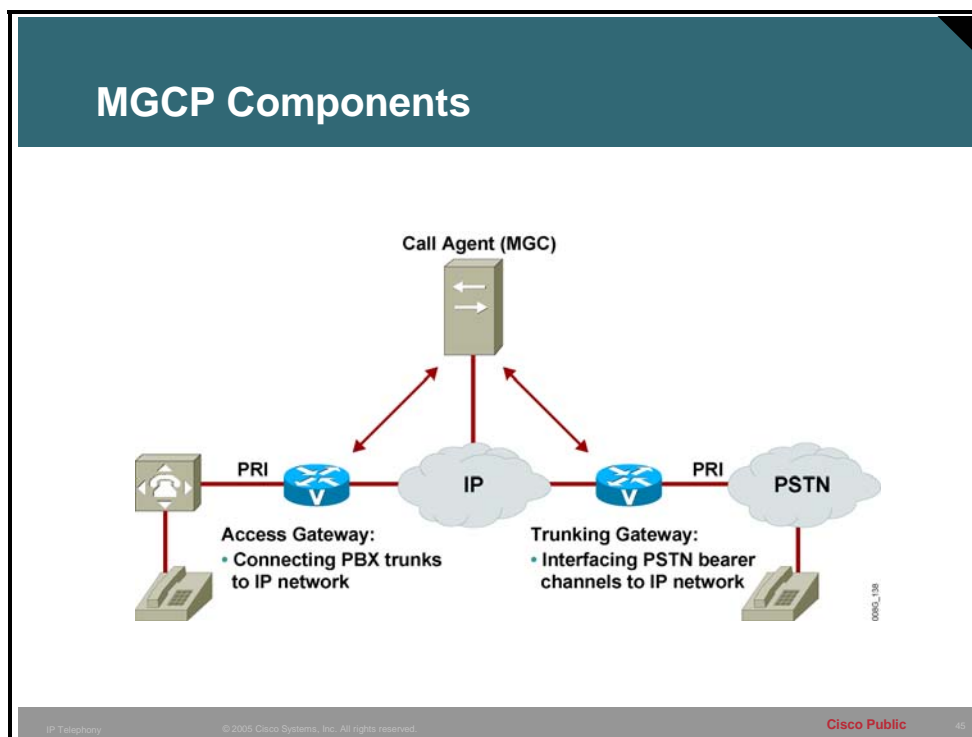 MGCP Components
Call Agent (MGC)
PRI
V
IP
V
PRI
PSTN
Access Gateway:
• Connecting PBX trunks
to IP network
Trunking Gateway:
• Interfacing PSTN bearer
channels to IP network
008G_138
IP Telephony
© 2005 Cisco Systems, Inc. All rights reserved.
Cisco Public
45